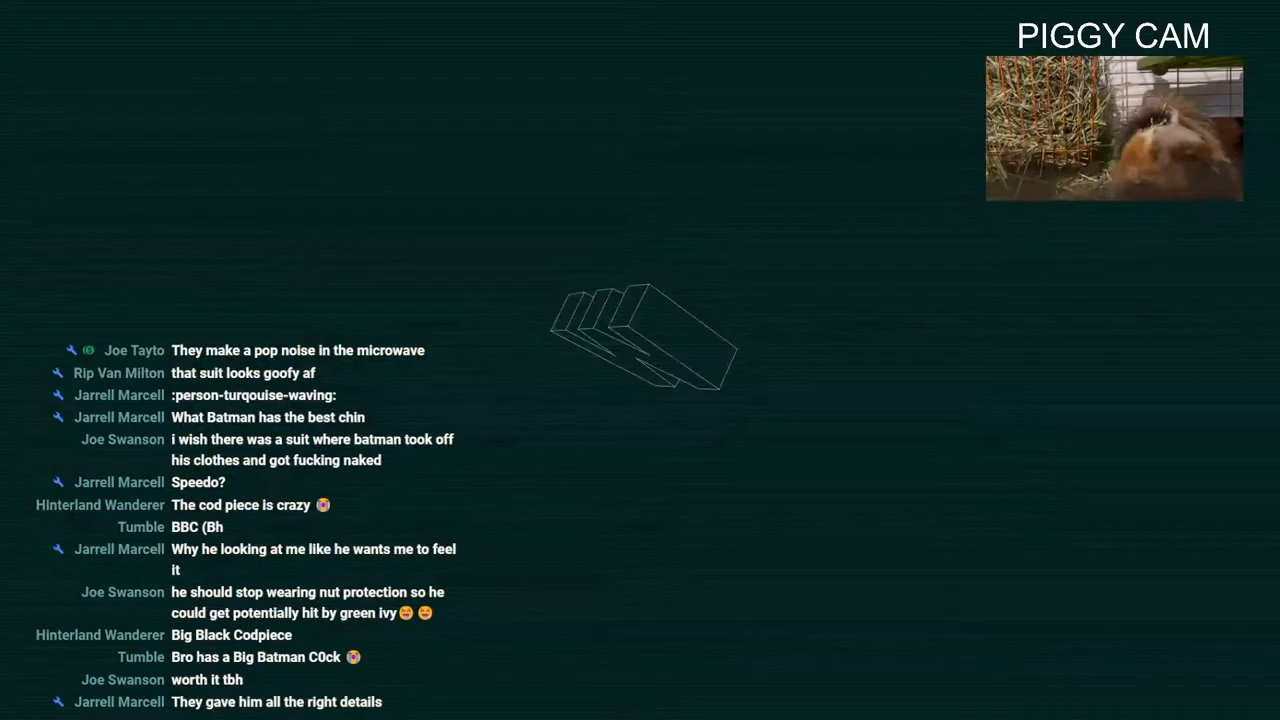 PIGGY CAM
Joe Tayto They make a pop noise in the microwave
Rip Van Milton that suit looks goofy af
Jarrell Marcell :person-turqouise-waving:
Jarrell Marcell What Batman has the best chin
Joe Swanson i wish there was a suit where batman took off
his clothes and got fucking naked
Jarrell Marcell Speedo?
Hinterland Wanderer The cod piece is crazy 😭
Tumble BBC (Bh
Jarrell Marcell Why he looking at me like he wants me to feel
it
Joe Swanson he should stop wearing nut protection so he
could get potentially hit by green ivy😄 😄
Hinterland Wanderer Big Black Codpiece
Tumble Bro has a Big Batman C0ck 😭
Joe Swanson worth it tbh
Jarrell Marcell They gave him all the right details